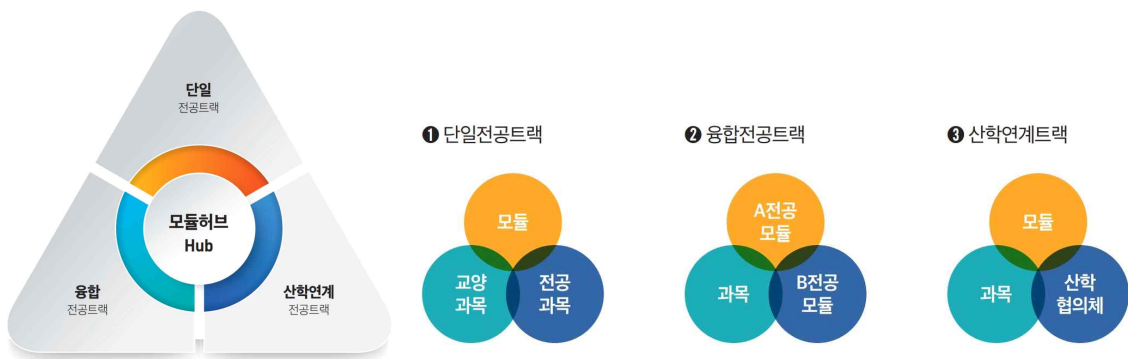 단일
전공트랙
모듈허브
Hub
융합
전공트랙
산학연계
전공트랙
❶ 단일전공트랙
모듈
교양
과목
전공
과목
❷ 융합전공트랙
A전공
모듈
과목
B전공
모듈
❸ 산학연계트랙
모듈
과목
산학
협의체